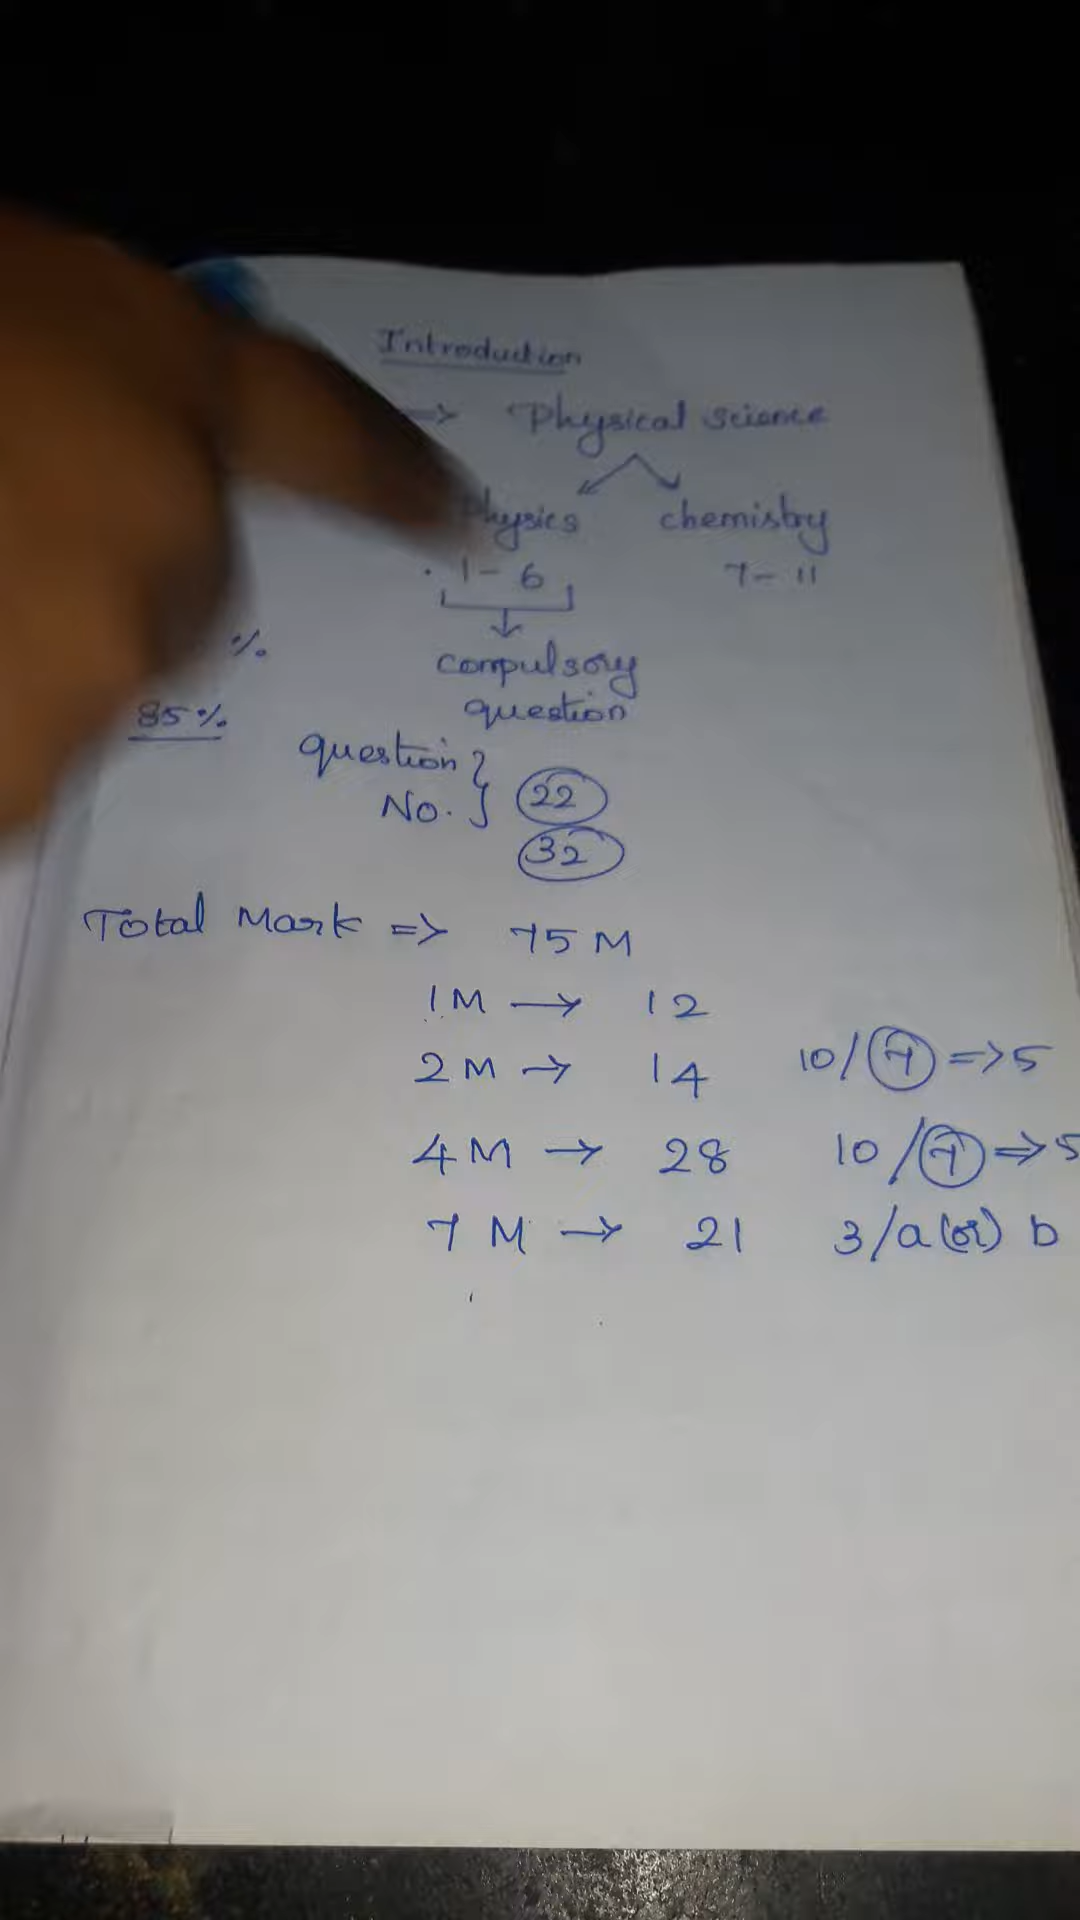 Introduction
=> Physical science
Physics chemistry
1-6 7-11
compulsory
question
%
85%
question
No. } 22
32
Total Mark => 75 M
1M → 12
2M → 14 10/7 => 5
4M → 28 10/7 => 5
7M → 21 3/a (or) b